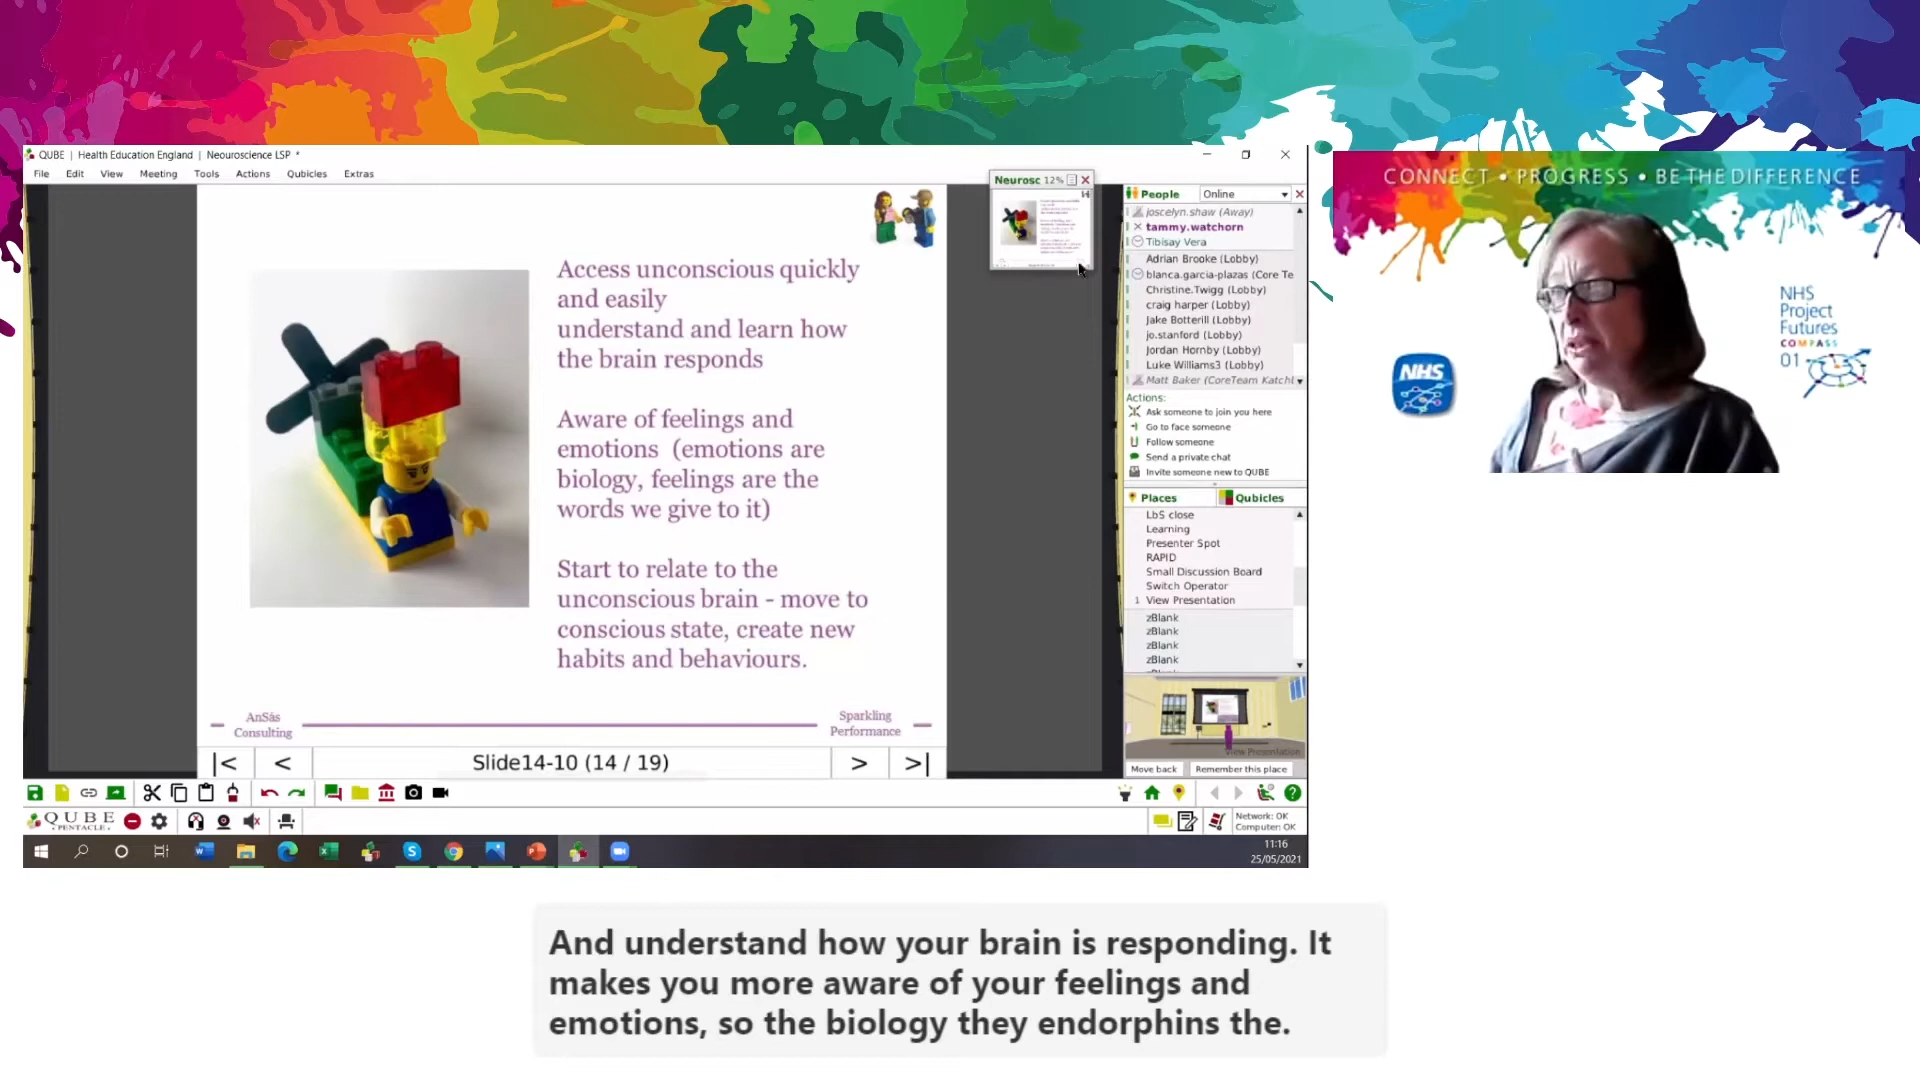 QUBE | Health Education England | Neouroscience LSP *
File Edit View Meeting Tools Actions Qubicles Extras
Access unconscious quickly
and easily
understand and learn how
the brain responds
Aware of feelings and
emotions (emotions are
biology, feelings are the
words we give to it)
Start to relate to the
unconscious brain - move to
conscious state, create new
habits and behaviours.
AnSás
Consulting
Sparkling
Performance
|< < Slide14-10 (14 / 19) > >|
Neurosc 12%
People Online
joscelyn.shaw (Away)
tammy.watchorn
Tibisay Vera
Adrian Brooke (Lobby)
blanca.garcia-plazas (Core Te
Christine.Twigg (Lobby)
craig harper (Lobby)
Jake Botterill (Lobby)
jo.stanford (Lobby)
Jordan Hornby (Lobby)
Luke Williams3 (Lobby)
Matt Baker (CoreTeam Katchl
Actions:
Ask someone to join you here
Go to face someone
Follow someone
Send a private chat
Invite someone new to QUBE
Places Qubicles
LbS close
Learning
Presenter Spot
RAPID
Small Discussion Board
Switch Operator
1 View Presentation
zBlank
zBlank
zBlank
zBlank
View Presentation
Move back Remember this place
QUBE
PENTACLE
Network: OK
Computer: OK
11:16
25/05/2021
CONNECT • PROGRESS • BE THE DIFFERENCE
NHS
NHS
Project
Futures
COMPASS
01
And understand how your brain is responding. It
makes you more aware of your feelings and
emotions, so the biology they endorphins the.